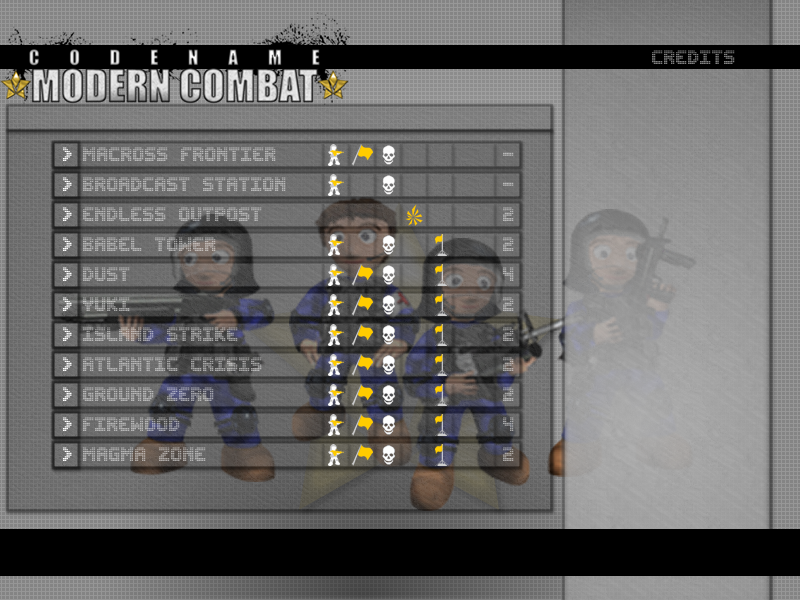 CODENAME
MODERN COMBAT
CREDITS
MACROSS FRONTIER -
BROADCAST STATION -
ENDLESS OUTPOST 2
BABEL TOWER 2
DUST 4
YUKI 2
ISLAND STRIKE 2
ATLANTIC CRISIS 2
GROUND ZERO 2
FIREWOOD 4
MAGMA ZONE 2